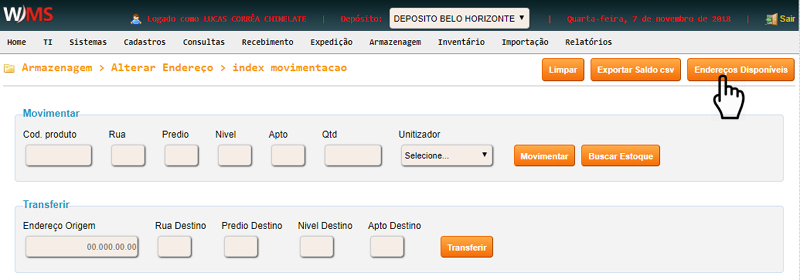 WMS
Logado como LUCAS CORRÊA CHINELATE | Depósito: DEPOSITO BELO HORIZONTE | Quarta-feira, 7 de novembro de 2018 | Sair
Home TI Sistemas Cadastros Consultas Recebimento Expedição Armazenagem Inventário Importação Relatórios
Armazenagem > Alterar Endereço > index movimentacao Limpar Exportar Saldo csv Endereços Disponíveis
Movimentar
Cod. produto Rua Predio Nivel Apto Qtd Unitizador
Selecione... Movimentar Buscar Estoque
Transferir
Endereço Origem Rua Destino Predio Destino Nivel Destino Apto Destino
00.000.00.00 Transferir